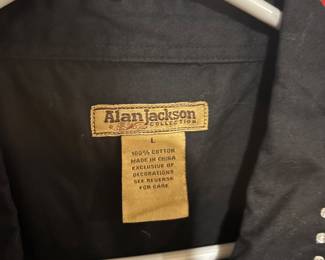 Alan Jackson
COLLECTION
L
100% COTTON
MADE IN CHINA
EXCLUSIVE OF
DECORATIONS
SEE REVERSE
FOR CARE